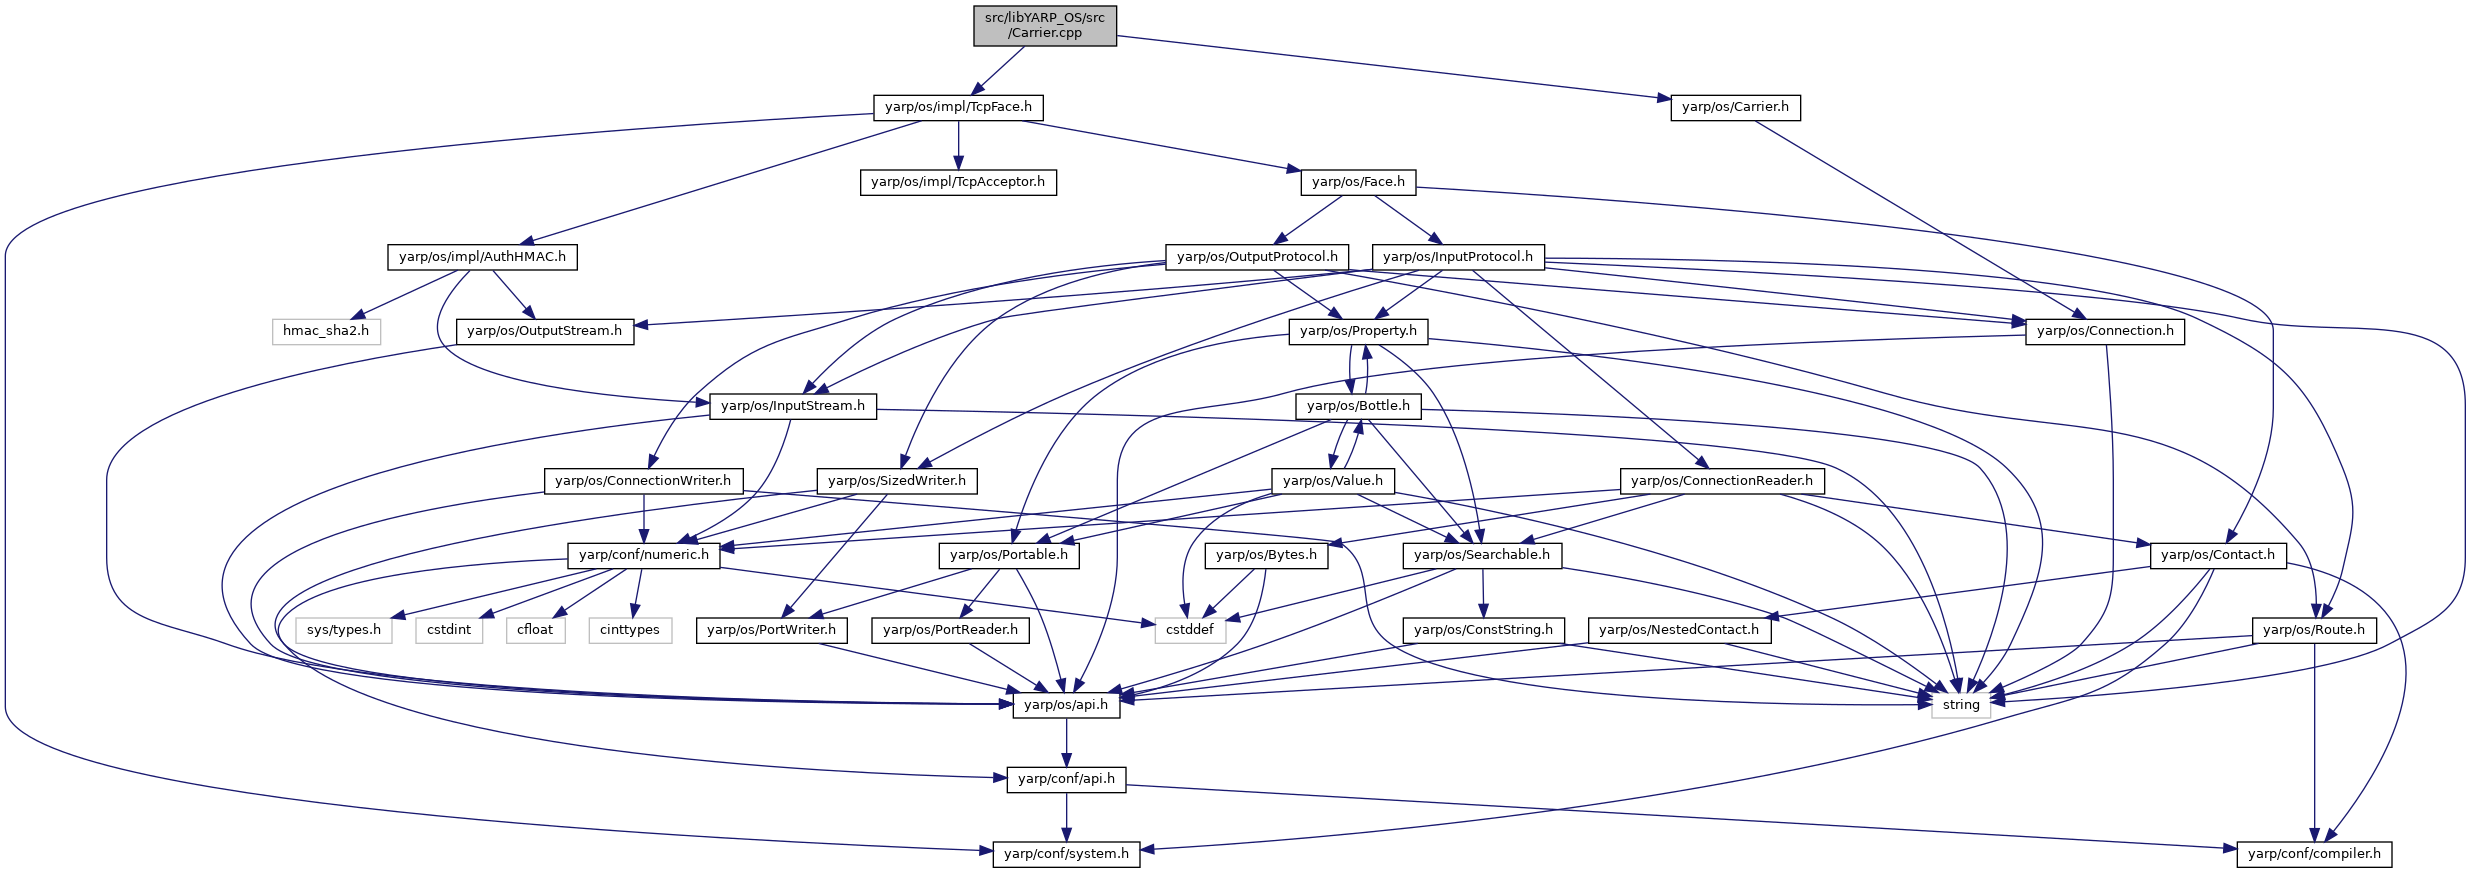 src/libYARP_OS/src
/Carrier.cpp
yarp/os/impl/TcpFace.h
yarp/os/Carrier.h
yarp/os/impl/TcpAcceptor.h
yarp/os/Face.h
yarp/os/impl/AuthHMAC.h
yarp/os/OutputProtocol.h
yarp/os/InputProtocol.h
hmac_sha2.h
yarp/os/OutputStream.h
yarp/os/Property.h
yarp/os/Connection.h
yarp/os/InputStream.h
yarp/os/Bottle.h
yarp/os/ConnectionWriter.h
yarp/os/SizedWriter.h
yarp/os/Value.h
yarp/os/ConnectionReader.h
yarp/conf/numeric.h
yarp/os/Portable.h
yarp/os/Bytes.h
yarp/os/Searchable.h
yarp/os/Contact.h
sys/types.h
cstdint
cfloat
cinttypes
yarp/os/PortWriter.h
yarp/os/PortReader.h
cstddef
yarp/os/ConstString.h
yarp/os/NestedContact.h
yarp/os/Route.h
yarp/os/api.h
string
yarp/conf/api.h
yarp/conf/system.h
yarp/conf/compiler.h